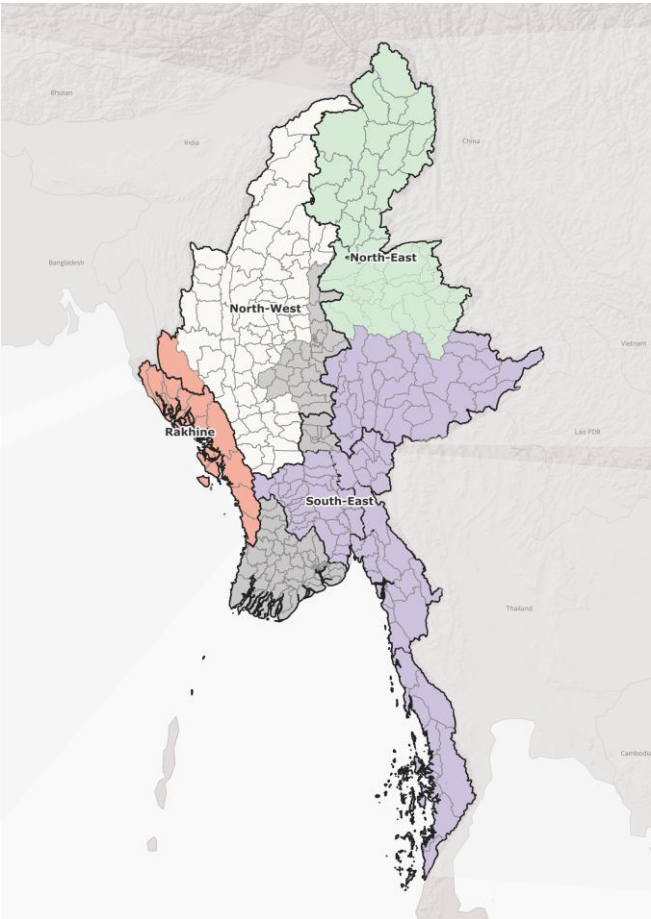 Bhutan
India
China
Bangladesh
North-East
North-West
Vietnam
Rakhine
Lao PDR
South-East
Thailand
Cambodia